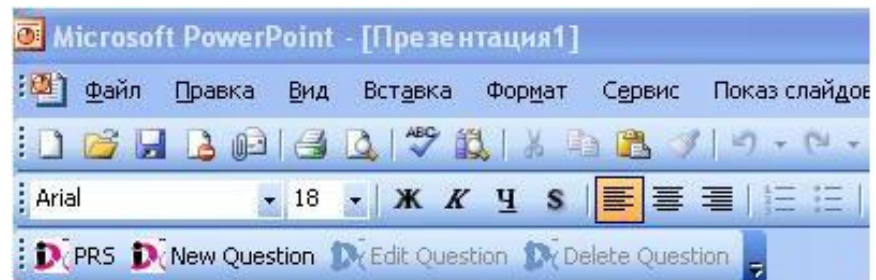 Microsoft PowerPoint - [Презентация1]
Файл Правка Вид Вставка Формат Сервис Показ слайдов
ABC
Arial 18 Ж К Ч S
PRS New Question Edit Question Delete Question